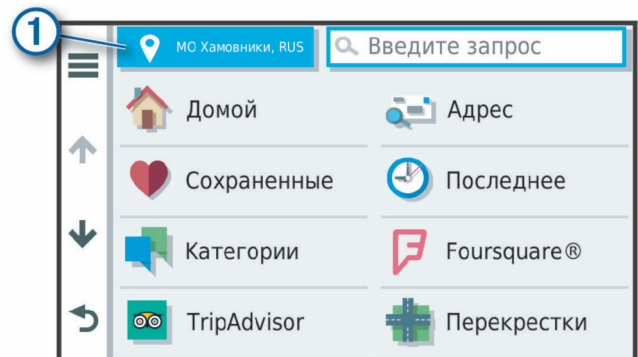 1
МО Хамовники, RUS
Введите запрос
Домой
Адрес
Сохраненные
Последнее
Категории
Foursquare®
TripAdvisor
Перекрестки